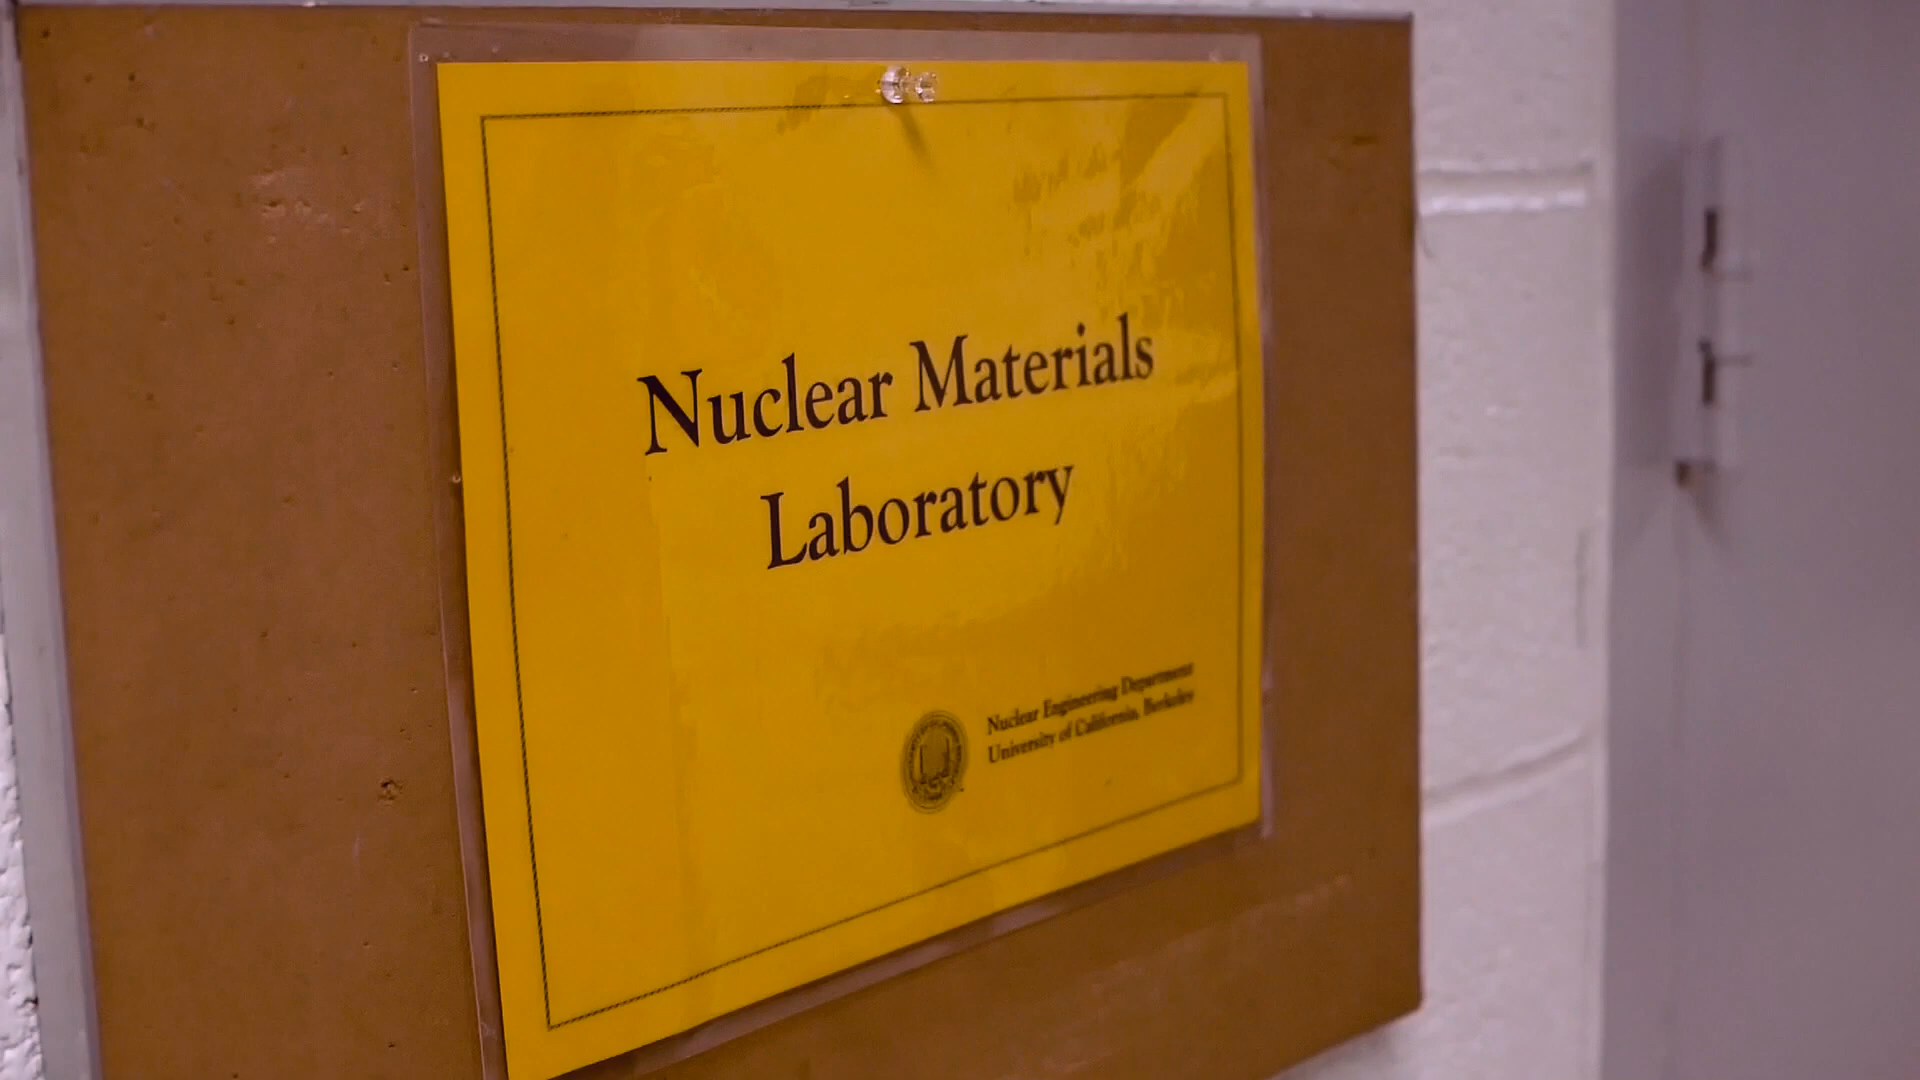 Nuclear Materials
Laboratory
Nuclear Engineering Department
University of California, Berkeley